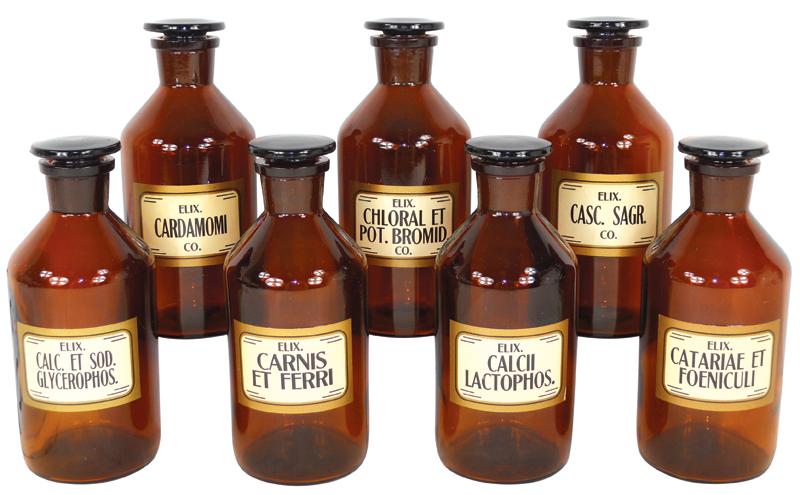 ELIX.
CARDAMOMI
CO.
ELIX.
CHLORAL ET
POT. BROMID.
CO.
ELIX.
CASC. SAGR.
CO.
ELIX.
CALC. ET SOD.
GLYCEROPHOS.
ELIX.
CARNIS
ET FERRI
ELIX.
CALCII
LACTOPHOS.
ELIX.
CATARIAE ET
FOENICULI